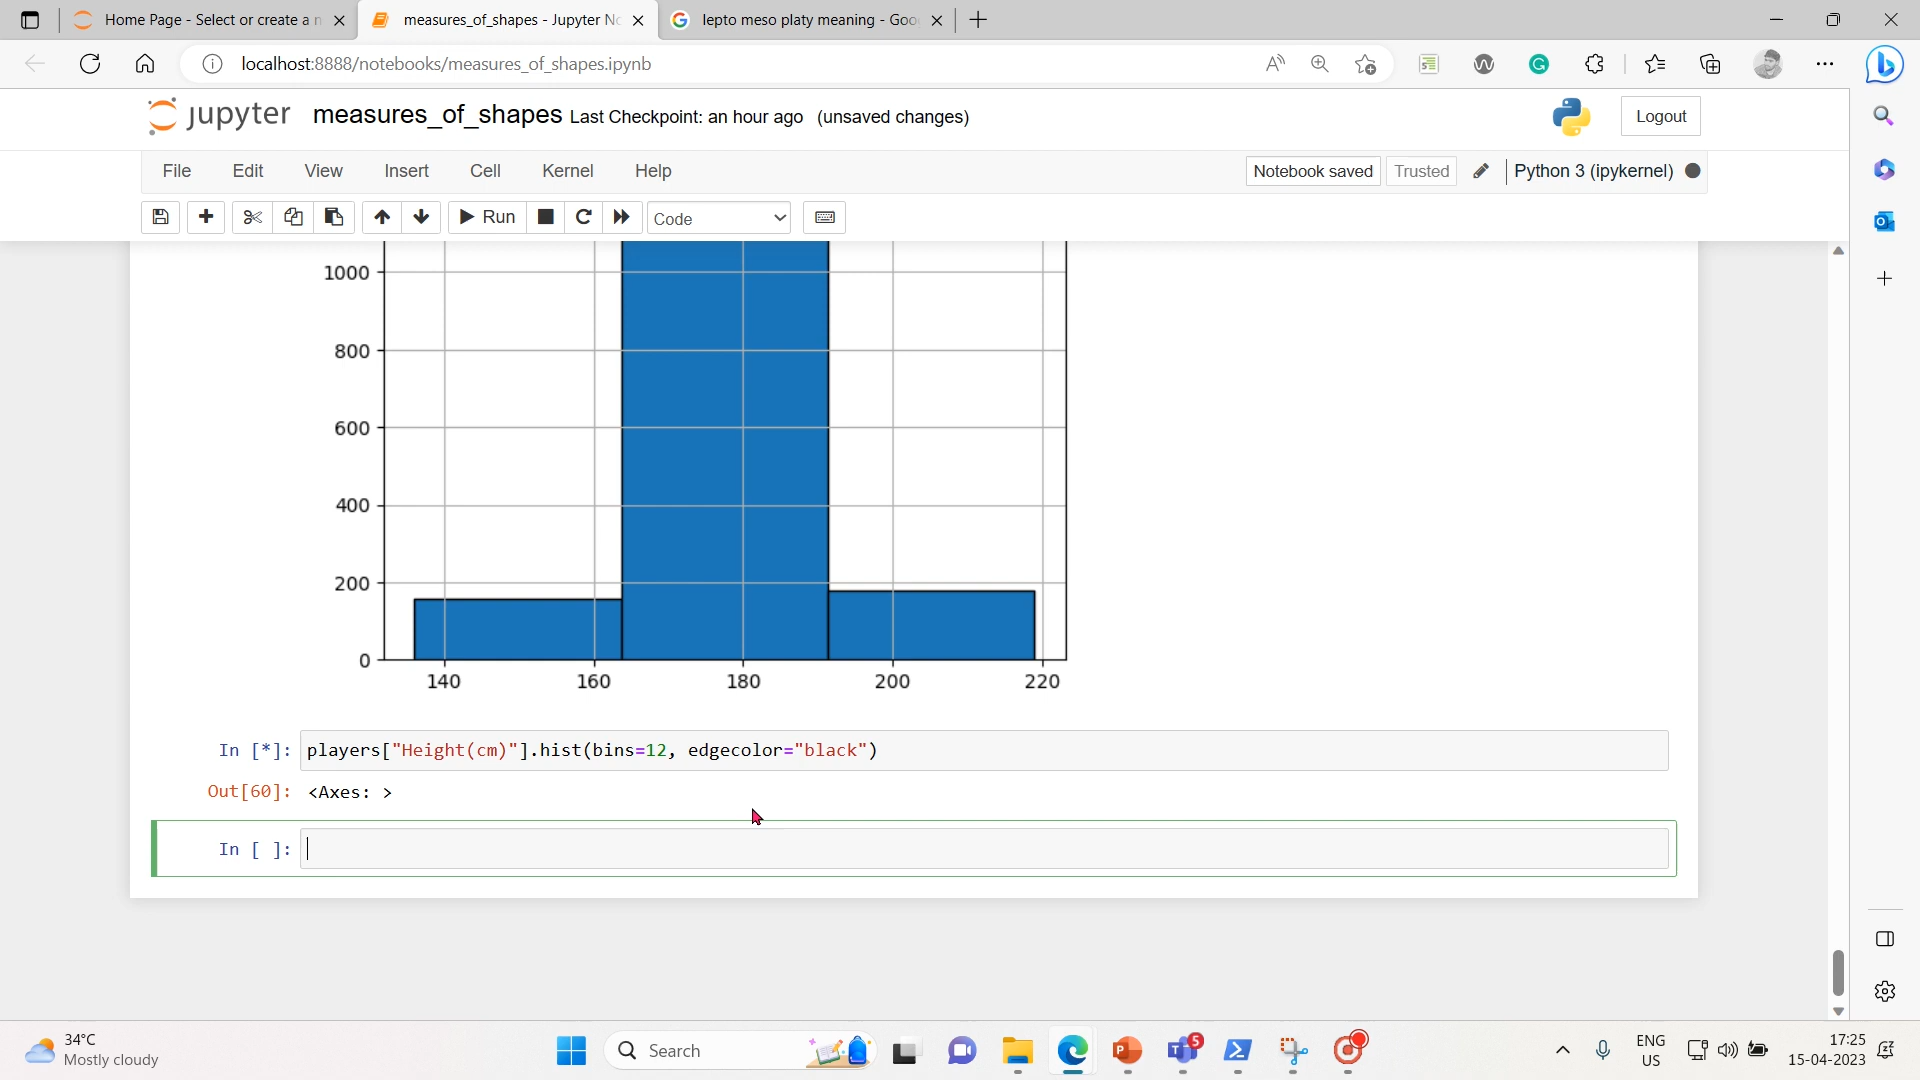 Home Page - Select or create a n
measures_of_shapes - Jupyter No
lepto meso platy meaning - Goo
localhost:8888/notebooks/measures_of_shapes.ipynb
jupyter measures_of_shapes Last Checkpoint: an hour ago (unsaved changes)
Logout
File Edit View Insert Cell Kernel Help
Notebook saved Trusted Python 3 (ipykernel)
Run Code
1000
800
600
400
200
0
140 160 180 200 220
In [*]: players["Height(cm)"].hist(bins=12, edgecolor="black")
Out[60]: <Axes: >
In [ ]:
34°C
Mostly cloudy
Search
5
ENG
US
17:25
15-04-2023